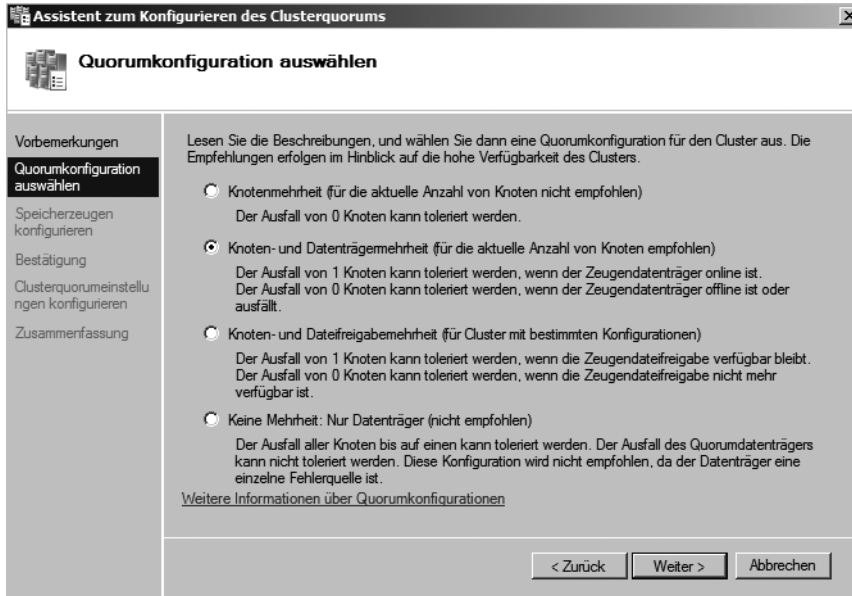 Assistent zum Konfigurieren des Clusterquorums
Quorumkonfiguration auswählen
Vorbemerkungen
Quorumkonfiguration
auswählen
Speicherzeugen
konfigurieren
Bestätigung
Clusterquorumeinstellu
ngen konfigurieren
Zusammenfassung
Lesen Sie die Beschreibungen, und wählen Sie dann eine Quorumkonfiguration für den Cluster aus. Die
Empfehlungen erfolgen im Hinblick auf die hohe Verfügbarkeit des Clusters.
Knotenmehrheit (für die aktuelle Anzahl von Knoten nicht empfohlen)
Der Ausfall von 0 Knoten kann toleriert werden.
Knoten- und Datenträgermehrheit (für die aktuelle Anzahl von Knoten empfohlen)
Der Ausfall von 1 Knoten kann toleriert werden, wenn der Zeugendatenträger online ist.
Der Ausfall von 0 Knoten kann toleriert werden, wenn der Zeugendatenträger offline ist oder
ausfällt.
Knoten- und Dateifreigabemehrheit (für Cluster mit bestimmten Konfigurationen)
Der Ausfall von 1 Knoten kann toleriert werden, wenn die Zeugendateifreigabe verfügbar bleibt.
Der Ausfall von 0 Knoten kann toleriert werden, wenn die Zeugendateifreigabe nicht mehr
verfügbar ist.
Keine Mehrheit: Nur Datenträger (nicht empfohlen)
Der Ausfall aller Knoten bis auf einen kann toleriert werden. Der Ausfall des Quorumdatenträgers
kann nicht toleriert werden. Diese Konfiguration wird nicht empfohlen, da der Datenträger eine
einzelne Fehlerquelle ist.
Weitere Informationen über Quorumkonfigurationen
< Zurück Weiter > Abbrechen